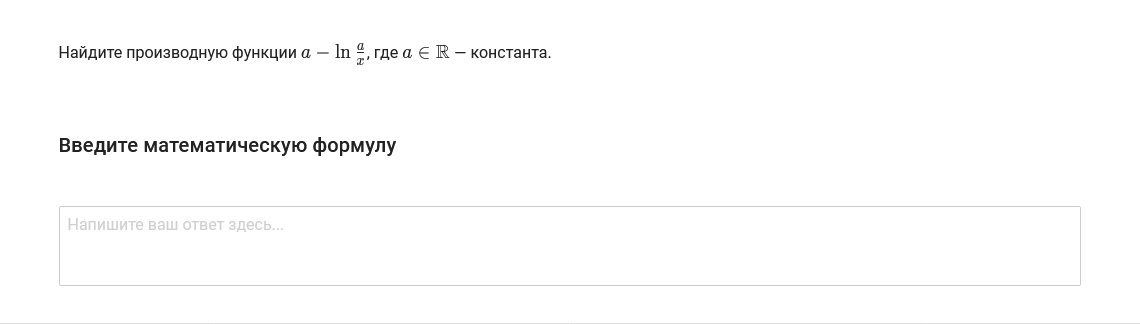 Найдите производную функции $a - \ln \frac{a}{x}$, где $a \in \mathbb{R}$ – константа.
Введите математическую формулу
Напишите ваш ответ здесь...